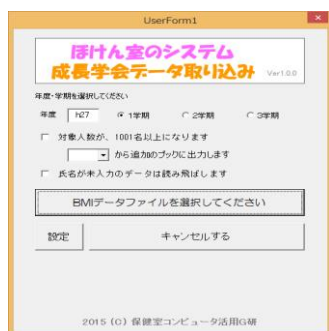 UserForm1
ほけん室のシステム
成長学会データ取り込み Ver1.0.0
年度・学期を選択してください
年度 h27 1学期 2学期 3学期
対象人数が、1001名以上になります
から追加のブックに出力します
氏名が未入力のデータは読み飛ばします
BMIデータファイルを選択してください
設定 キャンセルする
2015 (C) 保健室コンピュータ活用G研